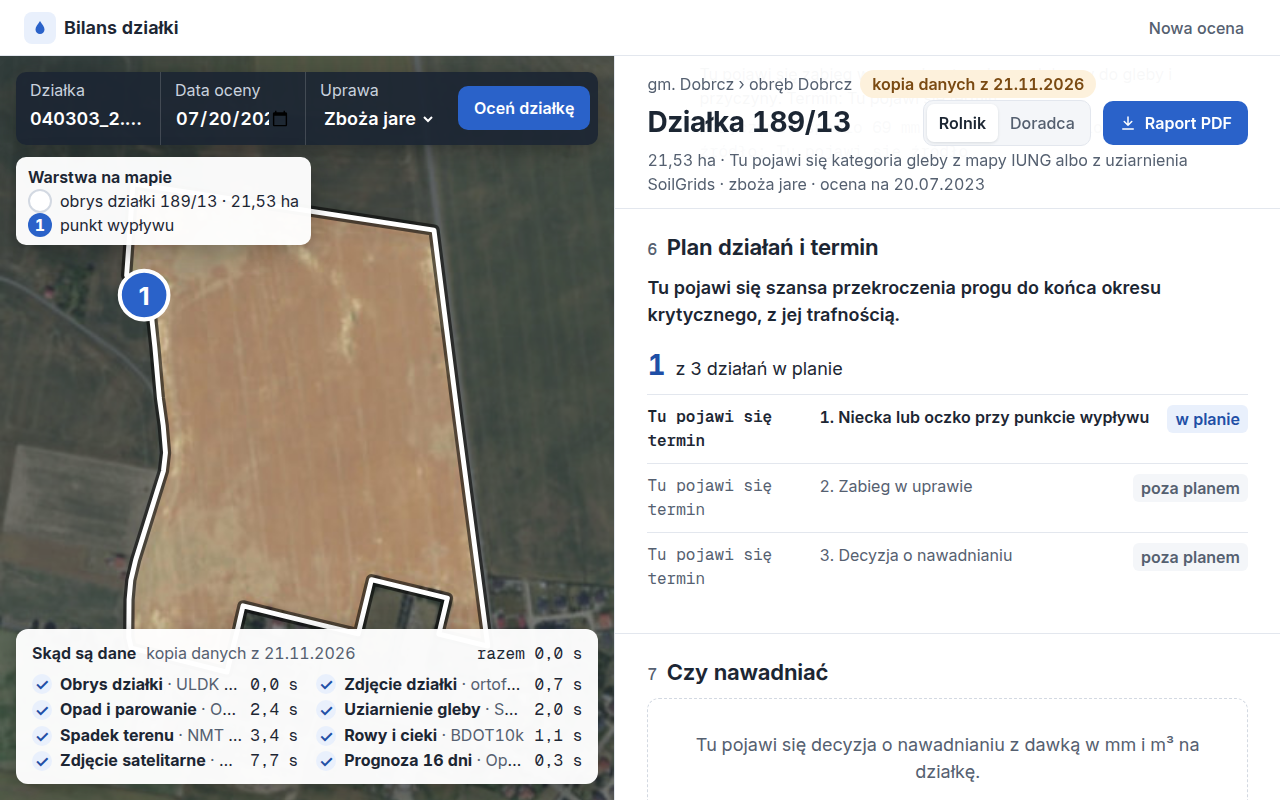 Bilans działki
Nowa ocena
Działka
040303_2....
Data oceny
07/20/202
Uprawa
Zboża jare
Oceń działkę
Warstwa na mapie
obrys działki 189/13 · 21,53 ha
1 punkt wypływu
1
Skąd są dane kopia danych z 21.11.2026 razem 0,0 s
Obrys działki · ULDK ... 0,0 s
Zdjęcie działki · ortof... 0,7 s
Opad i parowanie · O... 2,4 s
Uziarnienie gleby · S... 2,0 s
Spadek terenu · NMT ... 3,4 s
Rowy i cieki · BDOT10k 1,1 s
Zdjęcie satelitarne · ... 7,7 s
Prognoza 16 dni · Op... 0,3 s
gm. Dobrcz › obręb Dobrcz kopia danych z 21.11.2026
Działka 189/13
Rolnik Doradca
Raport PDF
21,53 ha · Tu pojawi się kategoria gleby z mapy IUNG albo z uziarnienia
SoilGrids · zboża jare · ocena na 20.07.2023
6 Plan działań i termin
Tu pojawi się szansa przekroczenia progu do końca okresu
krytycznego, z jej trafnością.
1 z 3 działań w planie
Tu pojawi się
termin
1. Niecka lub oczko przy punkcie wypływu
w planie
Tu pojawi się
termin
2. Zabieg w uprawie
poza planem
Tu pojawi się
termin
3. Decyzja o nawadnianiu
poza planem
7 Czy nawadniać
Tu pojawi się decyzja o nawadnianiu z dawką w mm i m³ na
działkę.